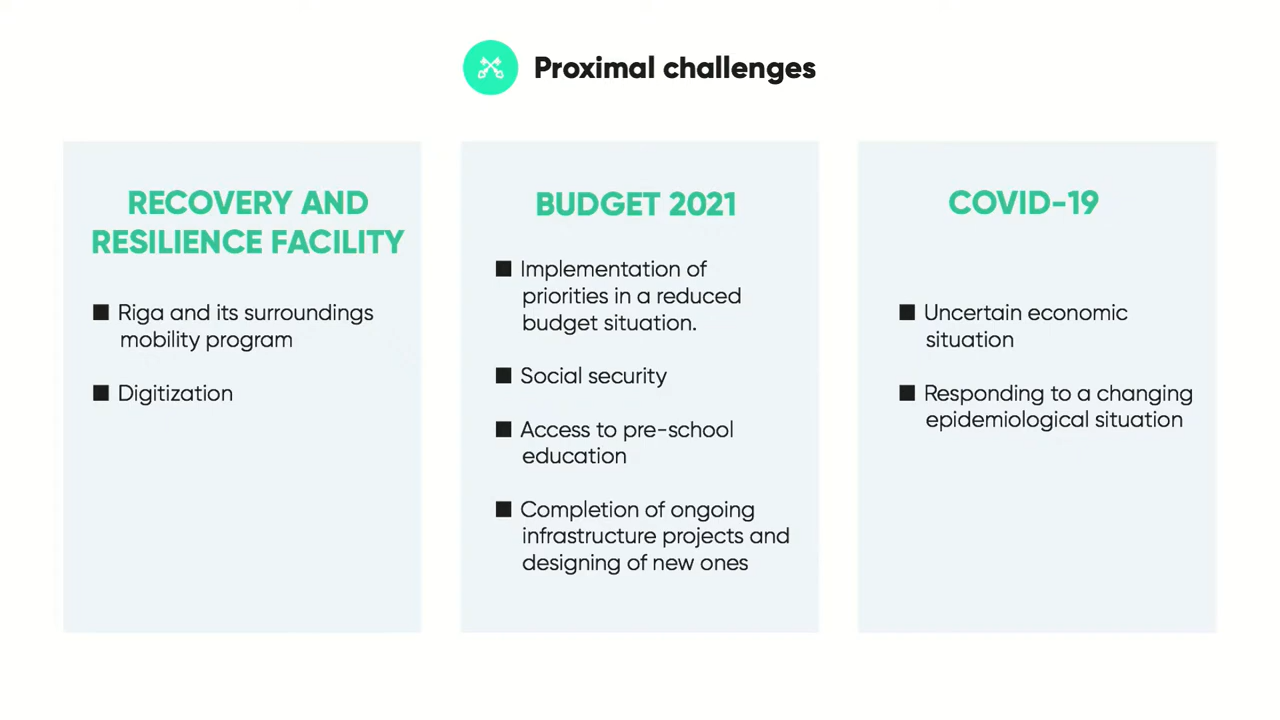 Proximal challenges
RECOVERY AND
RESILIENCE FACILITY
■ Riga and its surroundings
mobility program
■ Digitization
BUDGET 2021
■ Implementation of
priorities in a reduced
budget situation.
■ Social security
■ Access to pre-school
education
■ Completion of ongoing
infrastructure projects and
designing of new ones
COVID-19
■ Uncertain economic
situation
■ Responding to a changing
epidemiological situation